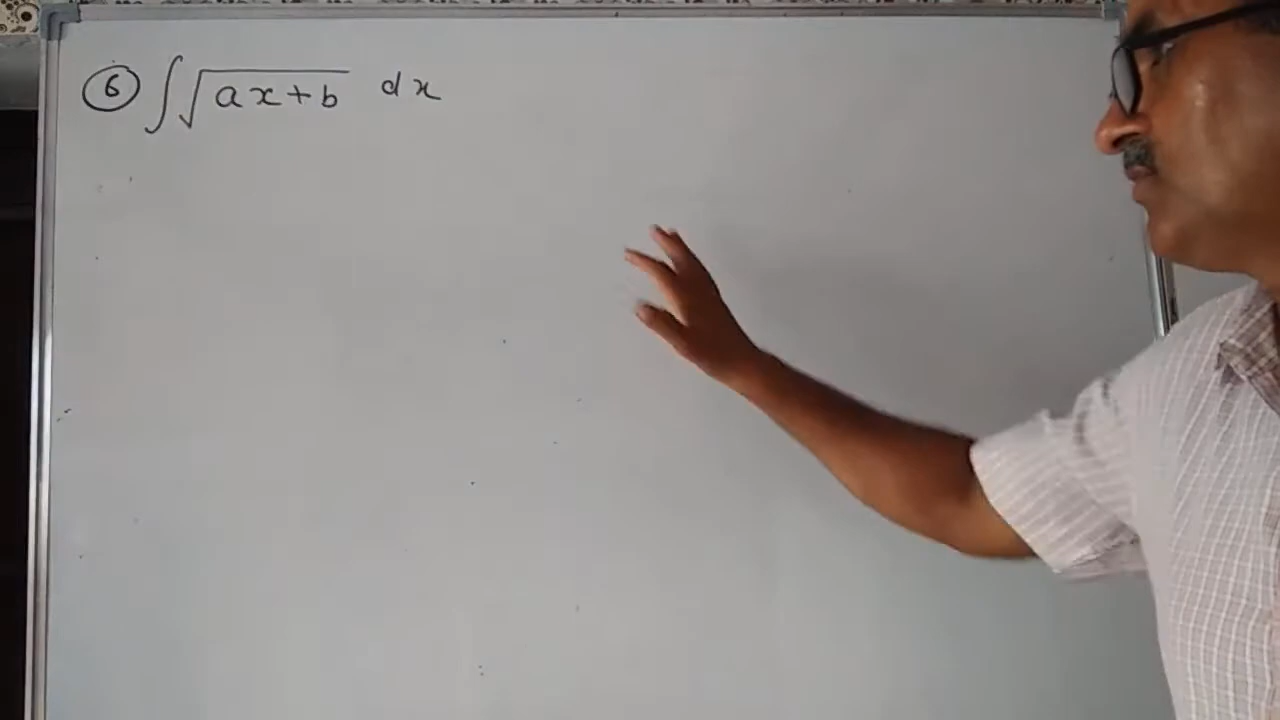 ⑥ ∫√(ax+b) dx